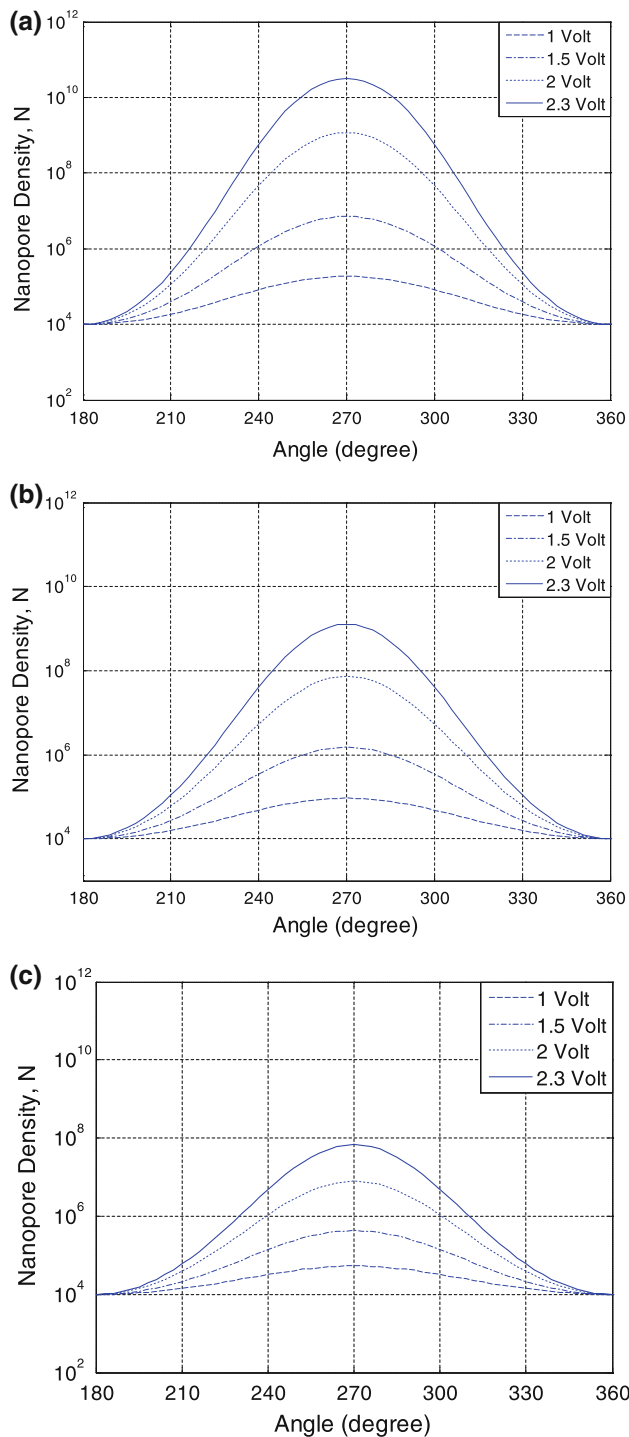 (a)
10^12
10^10
10^8
10^6
10^4
10^2
Nanopore Density, N
1 Volt
1.5 Volt
2 Volt
2.3 Volt
180 210 240 270 300 330 360
Angle (degree)
(b)
10^12
10^10
10^8
10^6
10^4
Nanopore Density, N
1 Volt
1.5 Volt
2 Volt
2.3 Volt
180 210 240 270 300 330 360
Angle (degree)
(c)
10^12
10^10
10^8
10^6
10^4
10^2
Nanopore Density, N
1 Volt
1.5 Volt
2 Volt
2.3 Volt
180 210 240 270 300 330 360
Angle (degree)